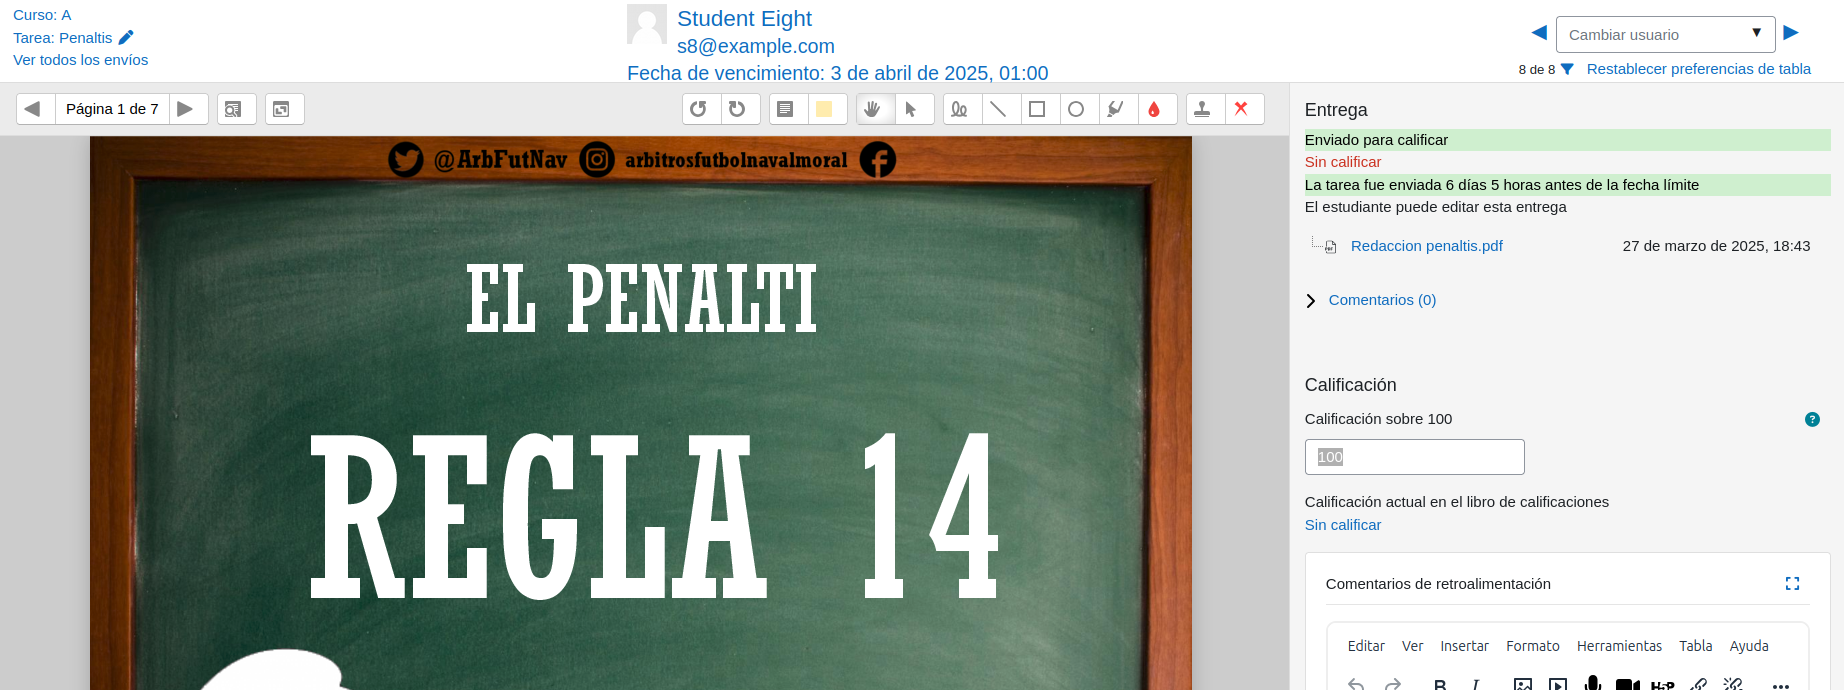 Curso: A
Tarea: Penaltis
Ver todos los envíos
Student Eight
s8@example.com
Fecha de vencimiento: 3 de abril de 2025, 01:00
Cambiar usuario
8 de 8
Restablecer preferencias de tabla
Página 1 de 7
@ArbFutNav arbitrosfutbolnavalmoral
EL PENALTI
REGLA 14
Entrega
Enviado para calificar
Sin calificar
La tarea fue enviada 6 días 5 horas antes de la fecha límite
El estudiante puede editar esta entrega
Redaccion penaltis.pdf 27 de marzo de 2025, 18:43
Comentarios (0)
Calificación
Calificación sobre 100
100
Calificación actual en el libro de calificaciones
Sin calificar
Comentarios de retroalimentación
Editar Ver Insertar Formato Herramientas Tabla Ayuda
B I H5P